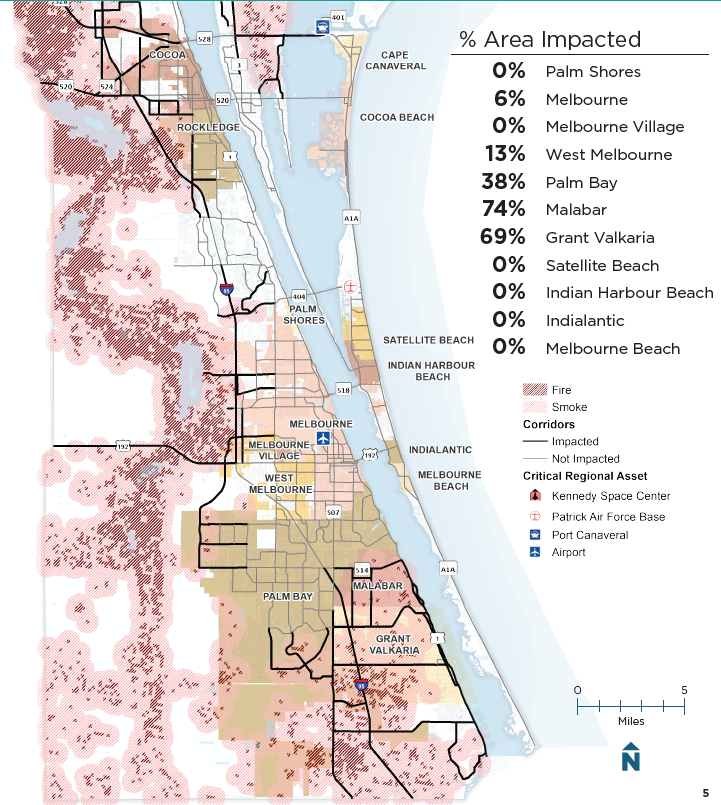 1528
401
528
COCOA
3
CAPE
CANAVERAL
520
524
520
COCOA BEACH
ROCKLEDGE
1
A1A
95
404
PALM
SHORES
SATELLITE BEACH
INDIAN HARBOUR
BEACH
518
MELBOURNE
192
MELBOURNE
VILLAGE
192
INDIALANTIC
WEST
MELBOURNE
MELBOURNE
BEACH
507
514
A1A
MALABAR
PALM BAY
GRANT
VALKARIA
1
95
% Area Impacted
0% Palm Shores
6% Melbourne
0% Melbourne Village
13% West Melbourne
38% Palm Bay
74% Malabar
69% Grant Valkaria
0% Satellite Beach
0% Indian Harbour Beach
0% Indialantic
0% Melbourne Beach
Fire
Smoke
Corridors
Impacted
Not Impacted
Critical Regional Asset
Kennedy Space Center
Patrick Air Force Base
Port Canaveral
Airport
0 5
Miles
N
5